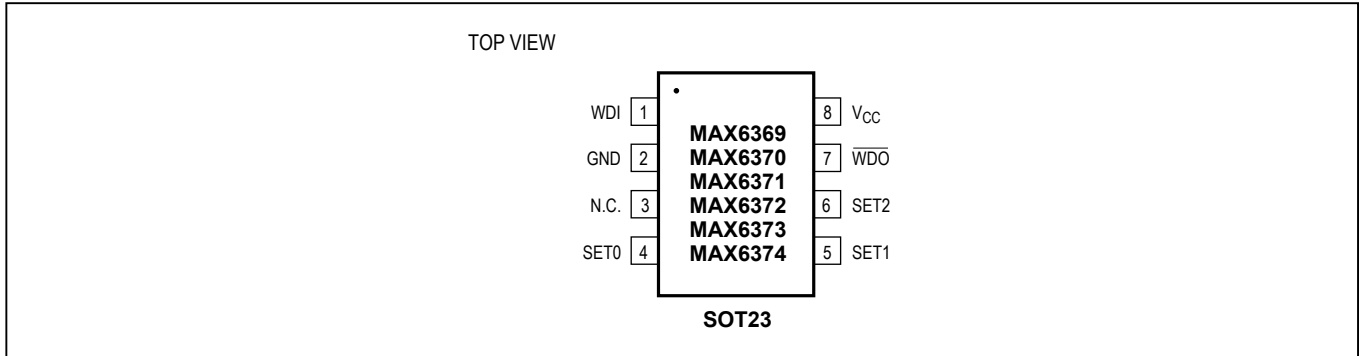 TOP VIEW
WDI 1
GND 2
N.C. 3
SET0 4
MAX6369
MAX6370
MAX6371
MAX6372
MAX6373
MAX6374
8 VCC
7 W̅D̅O̅
6 SET2
5 SET1
SOT23